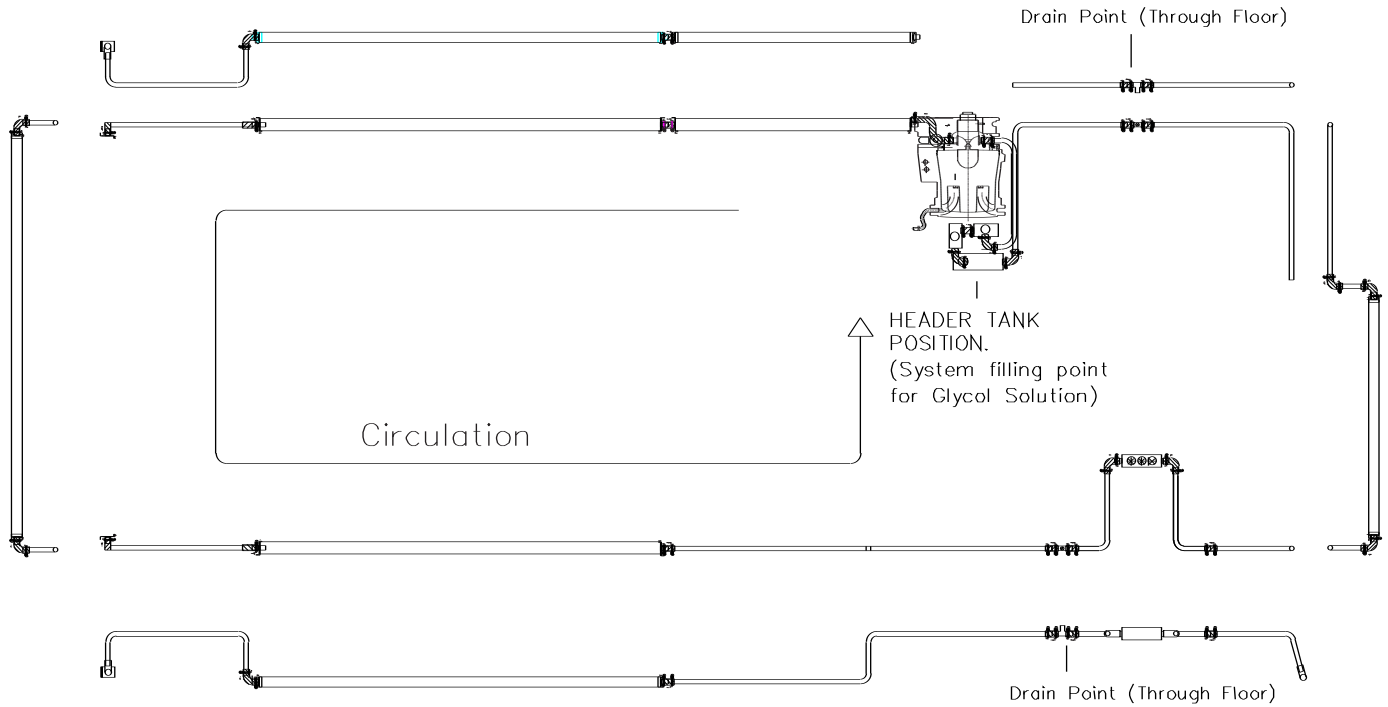 Drain Point (Through Floor)
HEADER TANK
POSITION.
(System filling point
for Glycol Solution)
Circulation
Drain Point (Through Floor)